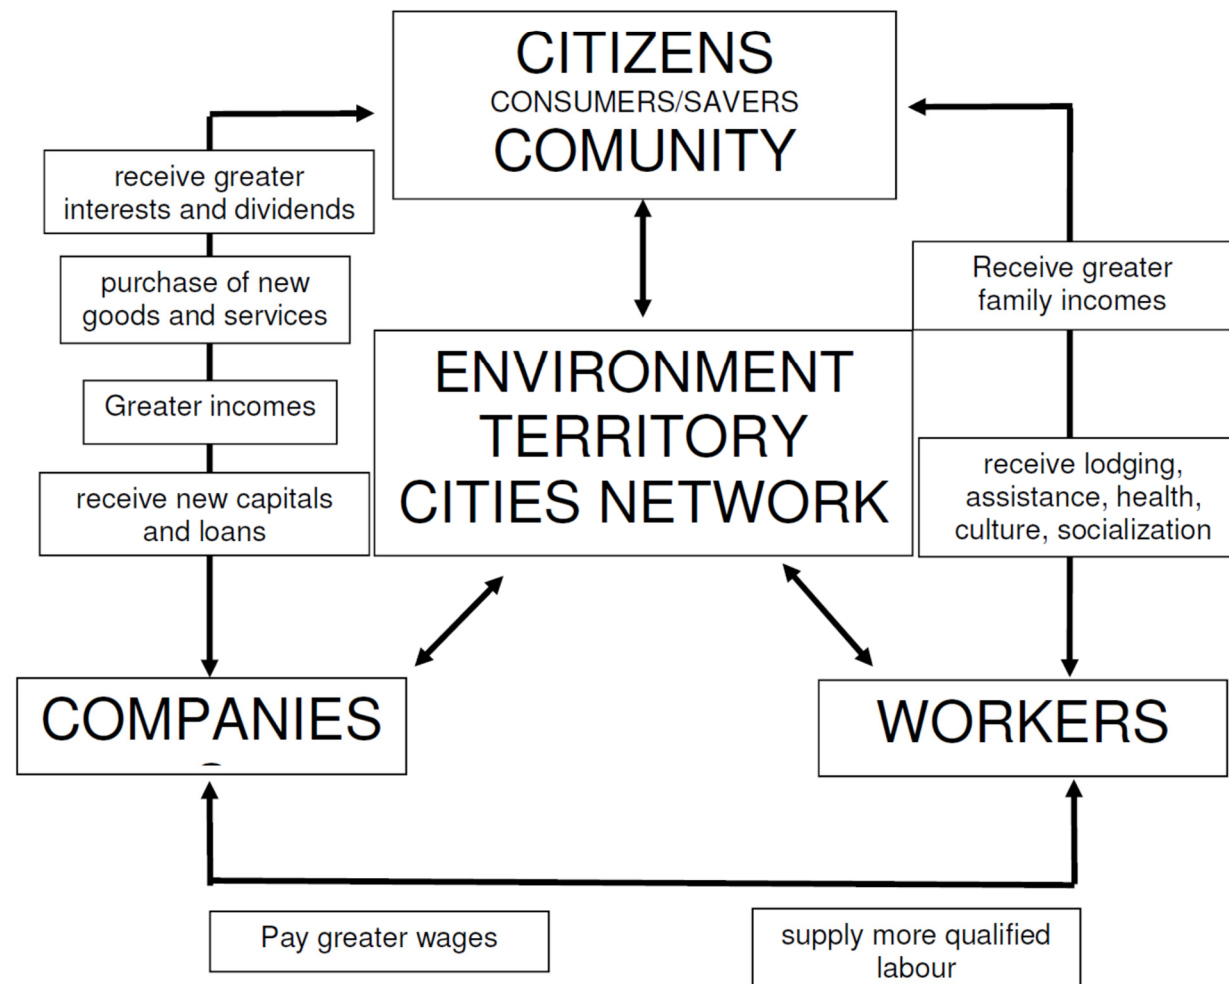 CITIZENS
CONSUMERS/SAVERS
COMUNITY
receive greater
interests and dividends
purchase of new
goods and services
Greater incomes
receive new capitals
and loans
Receive greater
family incomes
ENVIRONMENT
TERRITORY
CITIES NETWORK
receive lodging,
assistance, health,
culture, socialization
COMPANIES
WORKERS
Pay greater wages
supply more qualified
labour